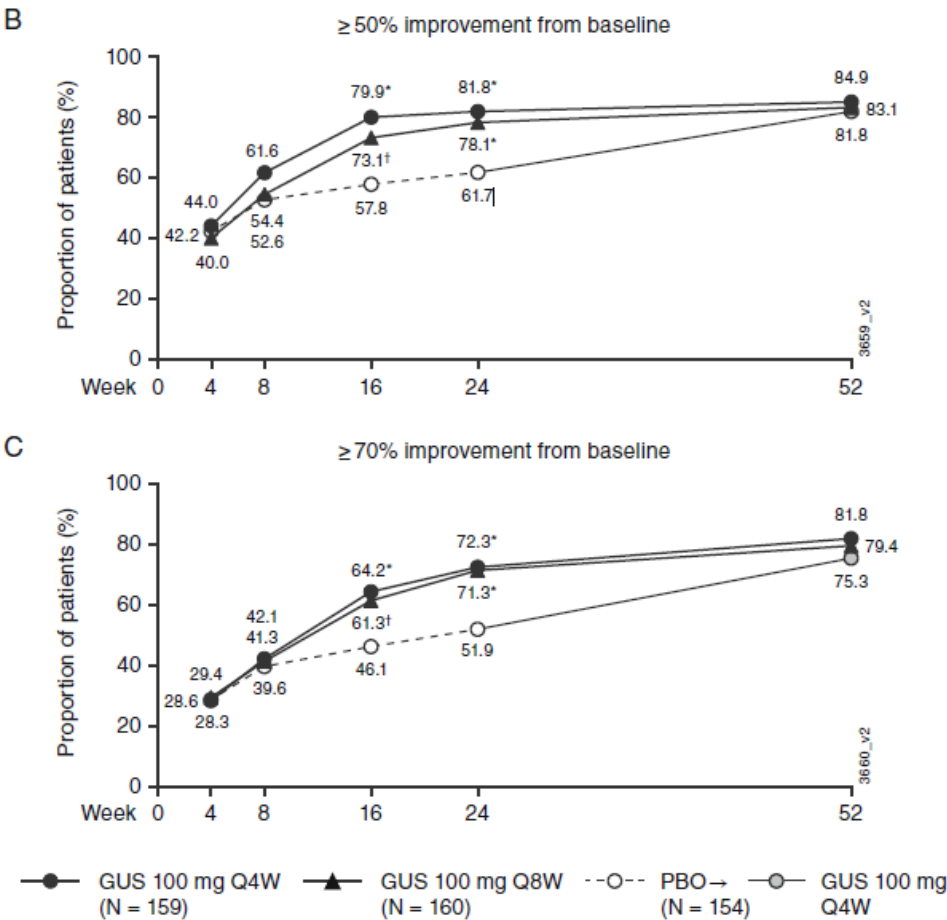 B
≥ 50% improvement from baseline
Proportion of patients (%)
100
80
60
40
20
0
44.0
42.2
40.0
61.6
54.4
52.6
79.9*
73.1†
57.8
81.8*
78.1*
61.7
84.9
83.1
81.8
3659_v2
Week 0 4 8 16 24 52
C
≥ 70% improvement from baseline
Proportion of patients (%)
100
80
60
40
20
0
29.4
28.6
28.3
42.1
41.3
39.6
64.2*
61.3†
46.1
72.3*
71.3*
51.9
81.8
79.4
75.3
3660_v2
Week 0 4 8 16 24 52
GUS 100 mg Q4W
(N = 159)
GUS 100 mg Q8W
(N = 160)
PBO→
(N = 154)
GUS 100 mg
Q4W